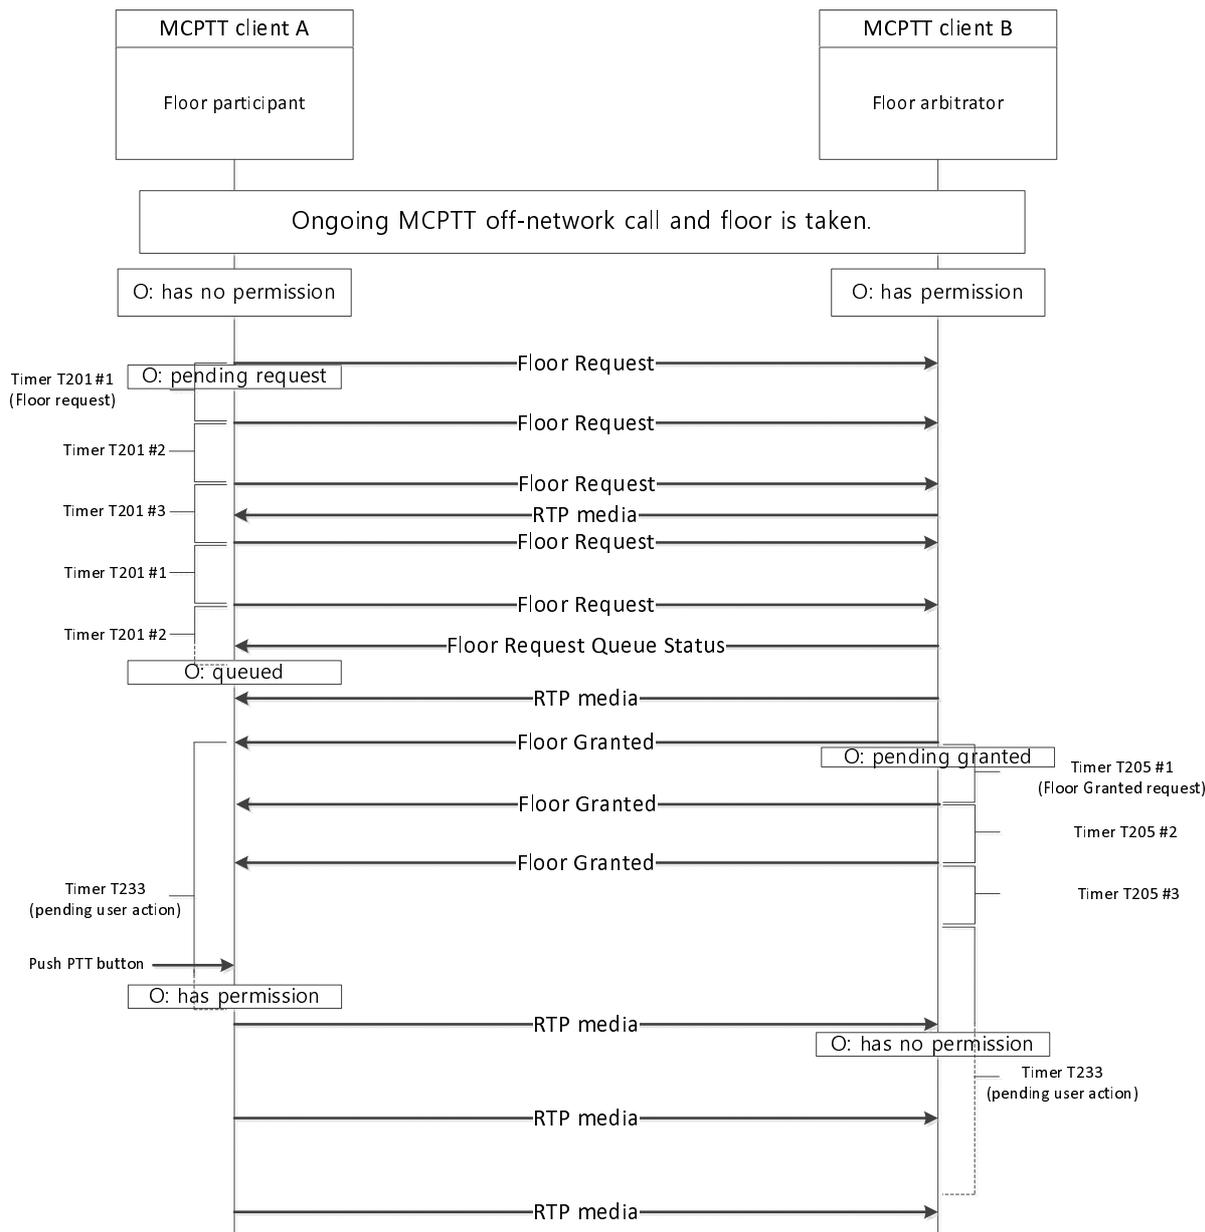 MCPTT client A
MCPTT client B
Floor participant
Floor arbitrator
Ongoing MCPTT off-network call and floor is taken.
O: has no permission
O: has permission
Floor Request
O: pending request
Timer T201 #1
(Floor request)
Floor Request
Timer T201 #2
Floor Request
Timer T201 #3
RTP media
Floor Request
Timer T201 #1
Floor Request
Timer T201 #2
Floor Request Queue Status
O: queued
RTP media
Floor Granted
O: pending granted
Timer T205 #1
(Floor Granted request)
Floor Granted
Timer T205 #2
Floor Granted
Timer T233
(pending user action)
Timer T205 #3
Push PTT button
O: has permission
RTP media
O: has no permission
Timer T233
(pending user action)
RTP media
RTP media